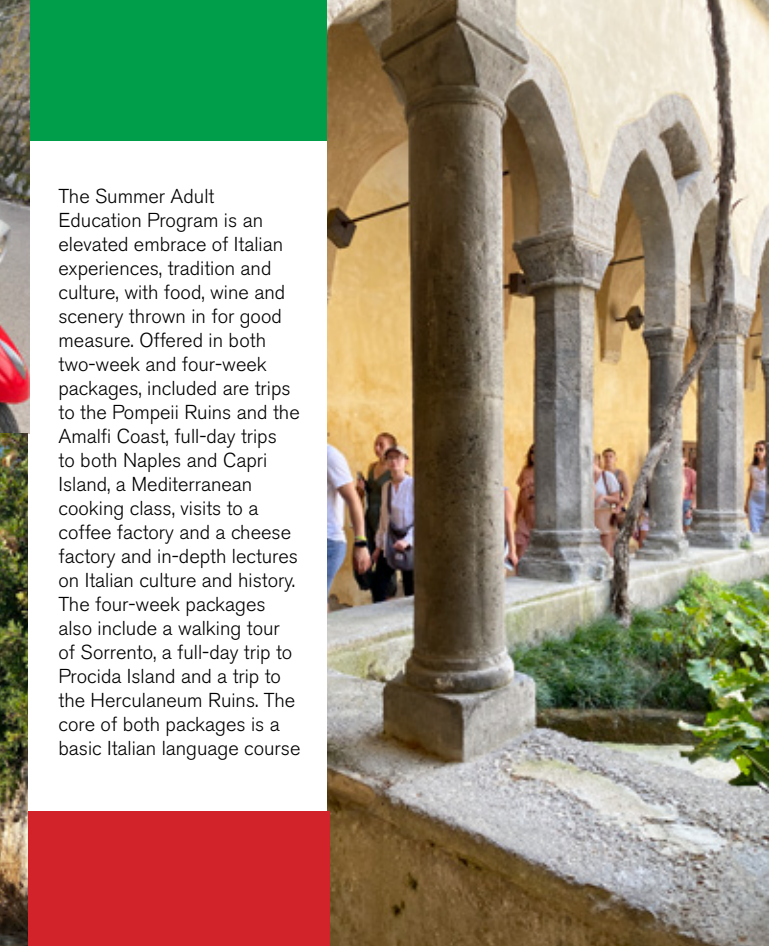 The Summer Adult
Education Program is an
elevated embrace of Italian
experiences, tradition and
culture, with food, wine and
scenery thrown in for good
measure. Offered in both
two-week and four-week
packages, included are trips
to the Pompeii Ruins and the
Amalfi Coast, full-day trips
to both Naples and Capri
Island, a Mediterranean
cooking class, visits to a
coffee factory and a cheese
factory and in-depth lectures
on Italian culture and history.
The four-week packages
also include a walking tour
of Sorrento, a full-day trip to
Procida Island and a trip to
the Herculaneum Ruins. The
core of both packages is a
basic Italian language course